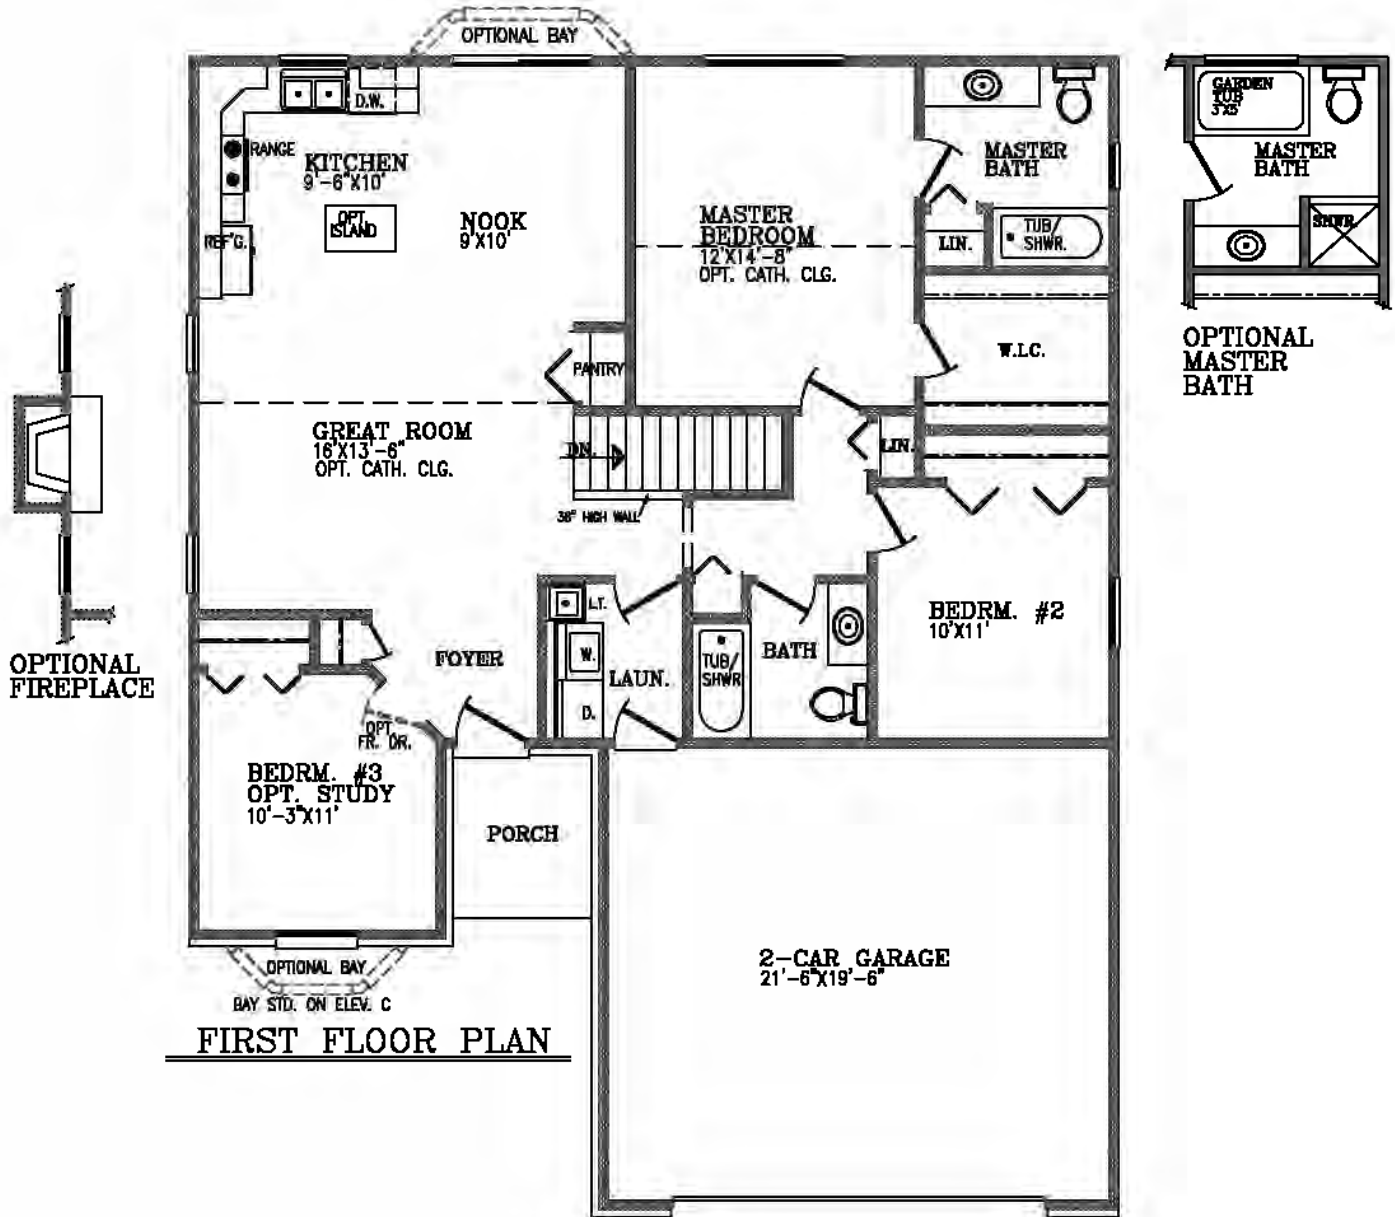 OPTIONAL BAY
D.W.
RANGE
KITCHEN
9'-6"X10'
OPT.
ISLAND
REF'G.
NOOK
9'X10'
PANTRY
MASTER
BEDROOM
12'X14'-8"
OPT. CATH. CLG.
MASTER
BATH
LIN.
TUB/
SHWR.
W.I.C.
GARDEN
TUB
3'X5'
MASTER
BATH
SHWR.
OPTIONAL
MASTER
BATH
GREAT ROOM
16'X13'-6"
OPT. CATH. CLG.
DN.
36" HIGH WALL
LIN.
OPTIONAL
FIREPLACE
FOYER
L.T.
W.
D.
LAUN.
TUB/
SHWR
BATH
BEDRM. #2
10'X11'
OPT.
FR. DR.
BEDRM. #3
OPT. STUDY
10'-3"X11'
PORCH
2-CAR GARAGE
21'-6"X19'-6"
OPTIONAL BAY
BAY STD. ON ELEV. C
FIRST FLOOR PLAN